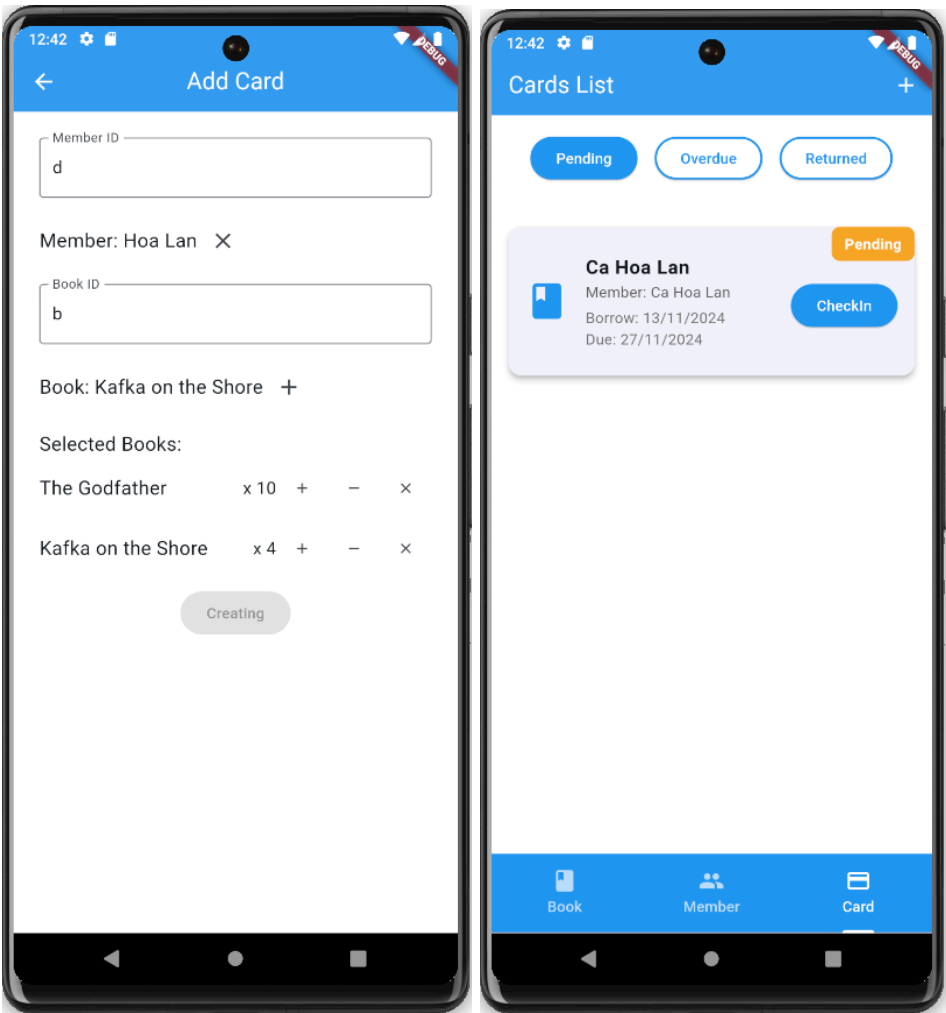 12:42
DEBUG
Add Card
Member ID
d
Member: Hoa Lan
Book ID
b
Book: Kafka on the Shore +
Selected Books:
The Godfather x 10 + − ×
Kafka on the Shore x 4 + − ×
Creating
12:42
DEBUG
Cards List +
Pending Overdue Returned
Pending
Ca Hoa Lan
Member: Ca Hoa Lan
CheckIn
Borrow: 13/11/2024
Due: 27/11/2024
Book Member Card